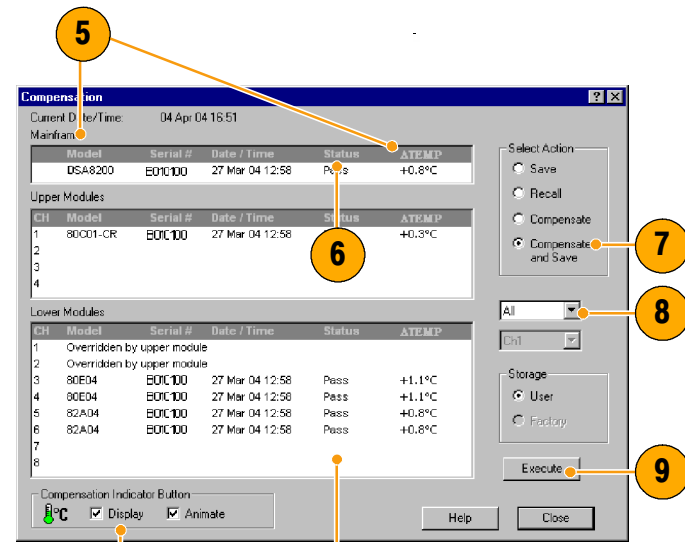 5
Compensation
Current Date/Time: 04 Apr 04 16:51
Mainframe
Model Serial # Date / Time Status ΔTEMP
DSA8200 B010100 27 Mar 04 12:58 Pass +0.8°C
Upper Modules
CH Model Serial # Date / Time Status ΔTEMP
1 80C01-CR B010100 27 Mar 04 12:58 +0.3°C
2
3
4
6
Lower Modules
CH Model Serial # Date / Time Status ΔTEMP
1 Overridden by upper module
2 Overridden by upper module
3 80E04 B010100 27 Mar 04 12:58 Pass +1.1°C
4 80E04 B010100 27 Mar 04 12:58 Pass +1.1°C
5 82A04 B010100 27 Mar 04 12:58 Pass +0.8°C
6 82A04 B010100 27 Mar 04 12:58 Pass +0.8°C
7
8
Compensation Indicator Button
°C Display Animate
Select Action
Save
Recall
Compensate
Compensate
and Save
7
All
8
Ch1
Storage
User
Factory
Execute
9
Help Close